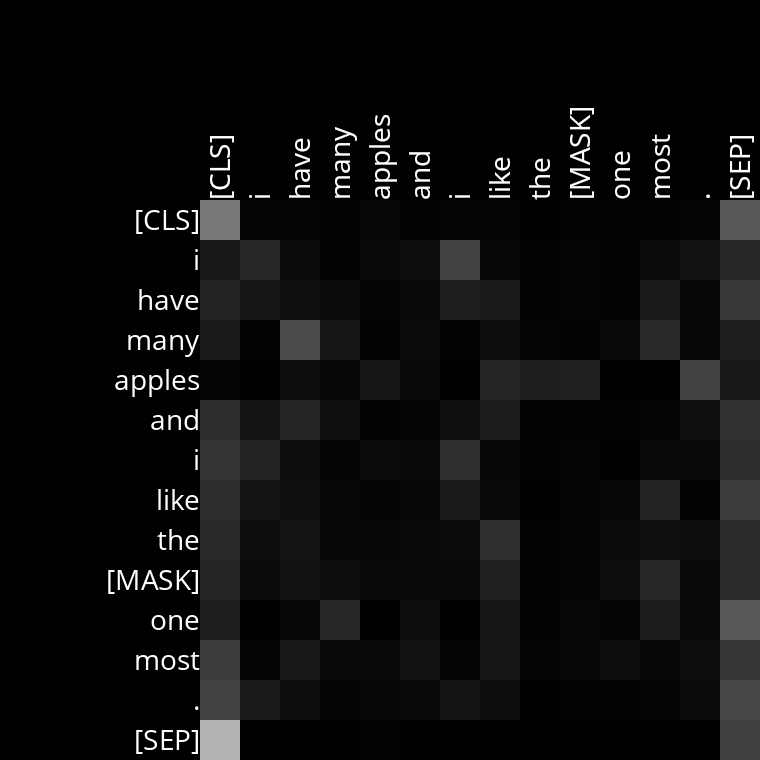 [CLS] i have many apples and i like the [MASK] one most . [SEP]
[CLS]
i
have
many
apples
and
i
like
the
[MASK]
one
most
.
[SEP]